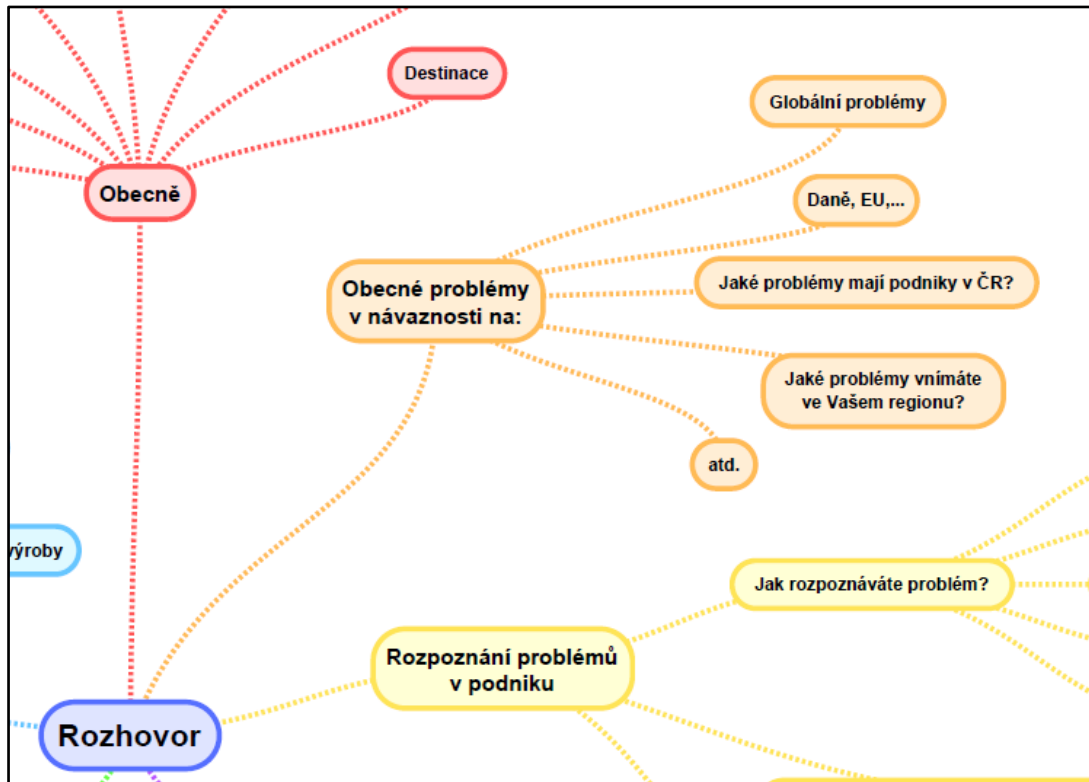 Destinace
Globální problémy
Obecně
Daně, EU,...
Obecné problémy
v návaznosti na:
Jaké problémy mají podniky v ČR?
Jaké problémy vnímáte
ve Vašem regionu?
atd.
výroby
Jak rozpoznáváte problém?
Rozpoznání problémů
v podniku
Rozhovor